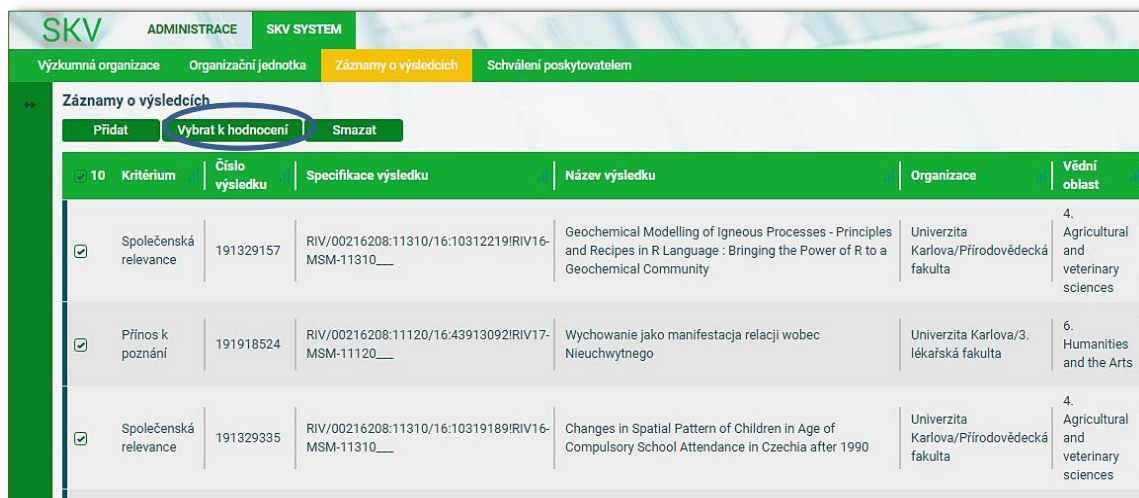 SKV
ADMINISTRACE
SKV SYSTEM
Výzkumná organizace
Organizační jednotka
Záznamy o výsledcích
Schválení poskytovatelem
Záznamy o výsledcích
Přidat
Vybrat k hodnocení
Smazat
10
Kritérium
Číslo
výsledku
Specifikace výsledku
Název výsledku
Organizace
Vědní
oblast
Společenská
relevance
191329157
RIV/00216208:11310/16:10312219!RIV16-
MSM-11310___
Geochemical Modelling of Igneous Processes - Principles
and Recipes in R Language : Bringing the Power of R to a
Geochemical Community
Univerzita
Karlova/Přírodovědecká
fakulta
4.
Agricultural
and
veterinary
sciences
Přínos k
poznání
191918524
RIV/00216208:11120/16:43913092!RIV17-
MSM-11120___
Wychowanie jako manifestacja relacji wobec
Nieuchwytnego
Univerzita Karlova/3.
lékařská fakulta
6.
Humanities
and the Arts
Společenská
relevance
191329335
RIV/00216208:11310/16:10319189!RIV16-
MSM-11310___
Changes in Spatial Pattern of Children in Age of
Compulsory School Attendance in Czechia after 1990
Univerzita
Karlova/Přírodovědecká
fakulta
4.
Agricultural
and
veterinary
sciences